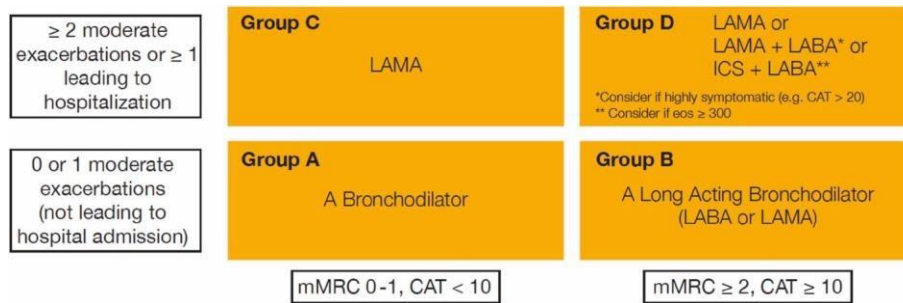 ≥ 2 moderate
exacerbations or ≥ 1
leading to
hospitalization
Group C
LAMA
Group D
LAMA or
LAMA + LABA* or
ICS + LABA**
*Consider if highly symptomatic (e.g. CAT > 20)
** Consider if eos ≥ 300
0 or 1 moderate
exacerbations
(not leading to
hospital admission)
Group A
A Bronchodilator
Group B
A Long Acting Bronchodilator
(LABA or LAMA)
mMRC 0-1, CAT < 10
mMRC ≥ 2, CAT ≥ 10